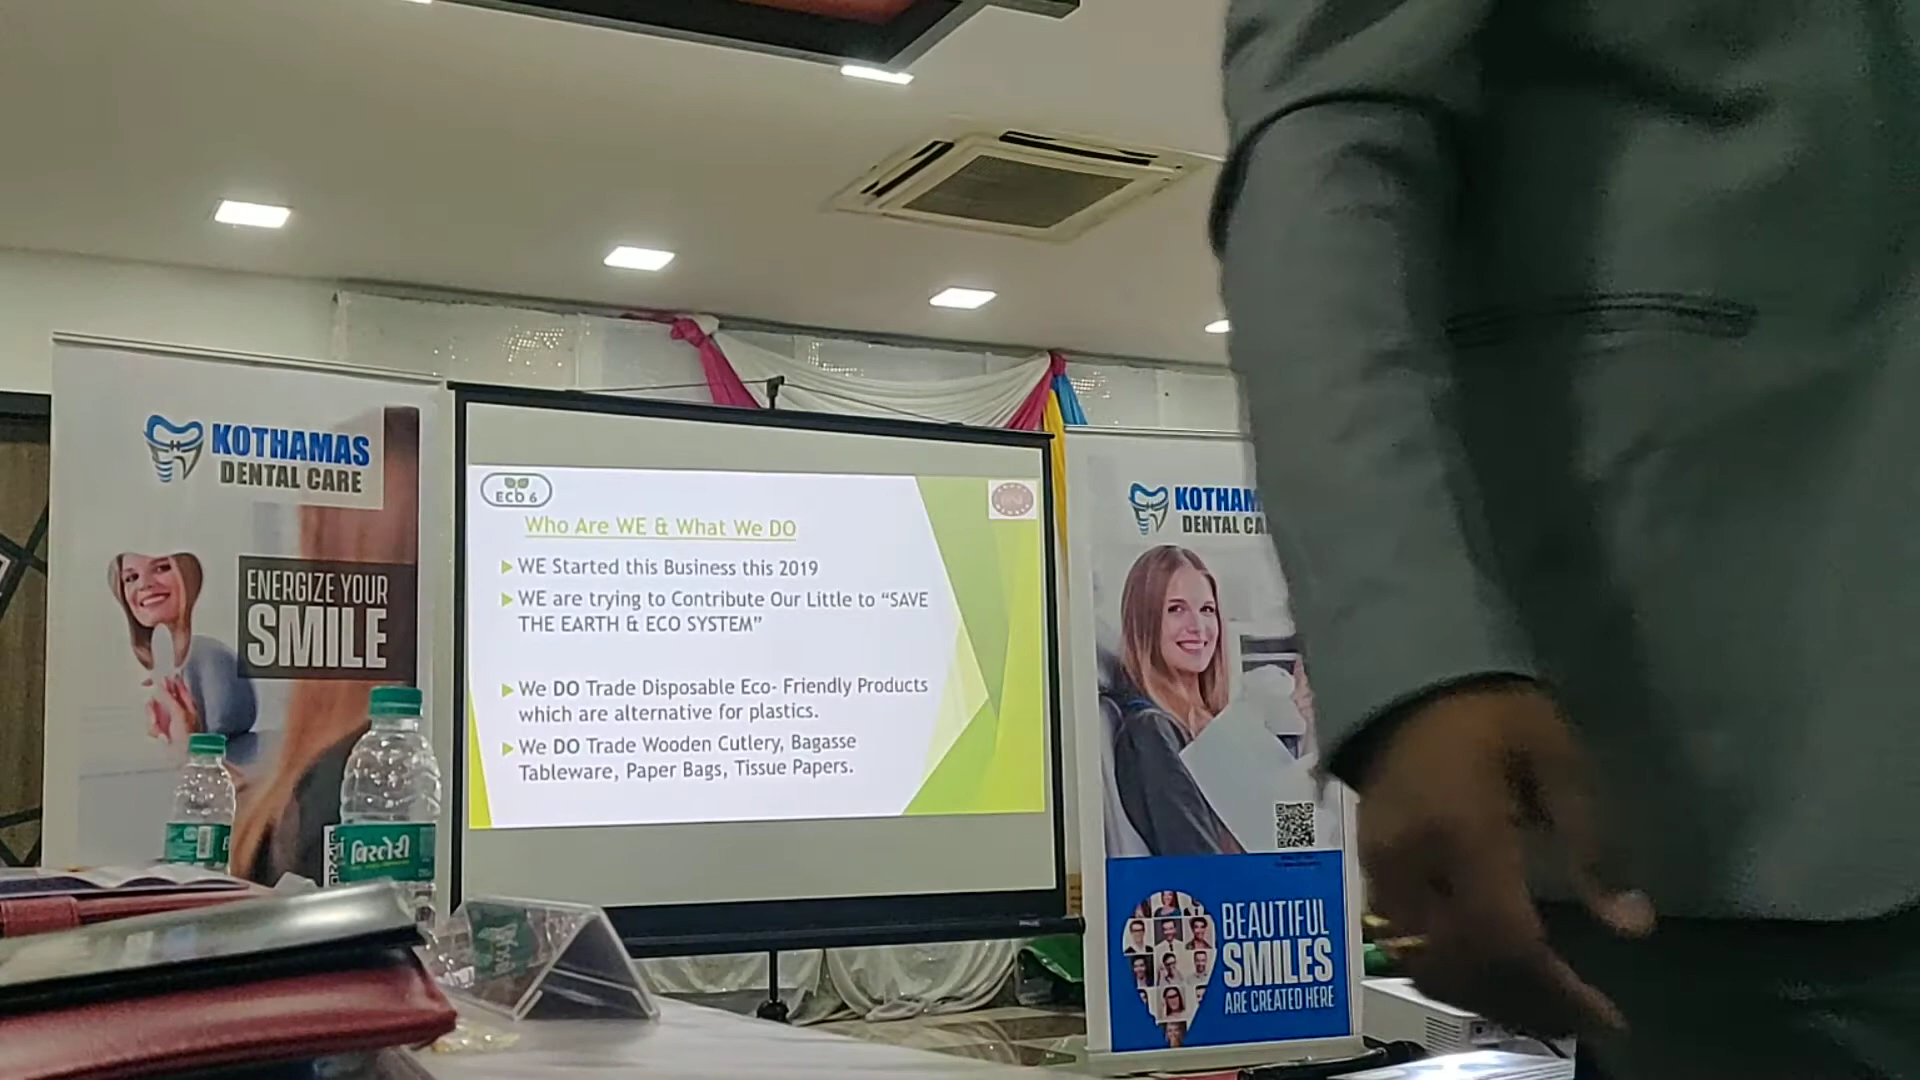 KOTHAMAS
DENTAL CARE
ENERGIZE YOUR
SMILE
ECO 6
Who Are WE & What We DO
WE Started this Business this 2019
WE are trying to Contribute Our Little to “SAVE
THE EARTH & ECO SYSTEM”
We DO Trade Disposable Eco- Friendly Products
which are alternative for plastics.
We DO Trade Wooden Cutlery, Bagasse
Tableware, Paper Bags, Tissue Papers.
બિસ્લેરી
KOTHAM
DENTAL CA
BEAUTIFUL
SMILES
ARE CREATED HERE